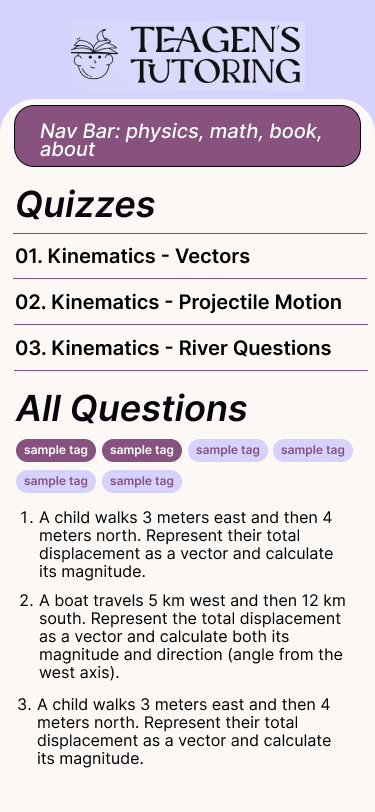 TEAGEN'S
TUTORING
Nav Bar: physics, math, book,
about
Quizzes
01. Kinematics - Vectors
02. Kinematics - Projectile Motion
03. Kinematics - River Questions
All Questions
sample tag sample tag sample tag sample tag
sample tag sample tag
1. A child walks 3 meters east and then 4
meters north. Represent their total
displacement as a vector and calculate
its magnitude.
2. A boat travels 5 km west and then 12 km
south. Represent the total displacement
as a vector and calculate both its
magnitude and direction (angle from the
west axis).
3. A child walks 3 meters east and then 4
meters north. Represent their total
displacement as a vector and calculate
its magnitude.